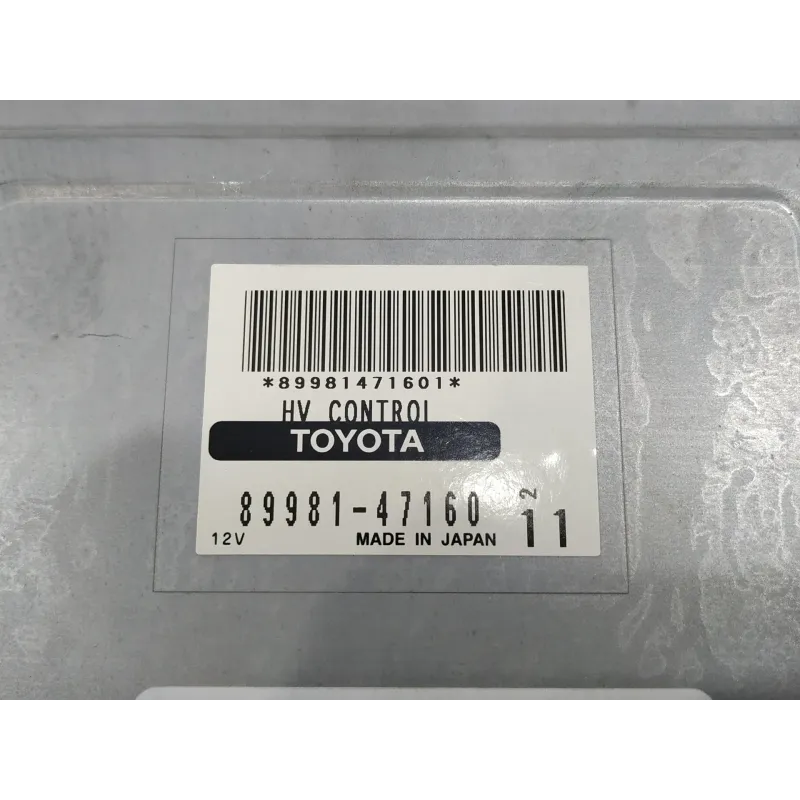 *89981471601*
HV CONTROL
TOYOTA
89981-47160 2 11
12V MADE IN JAPAN